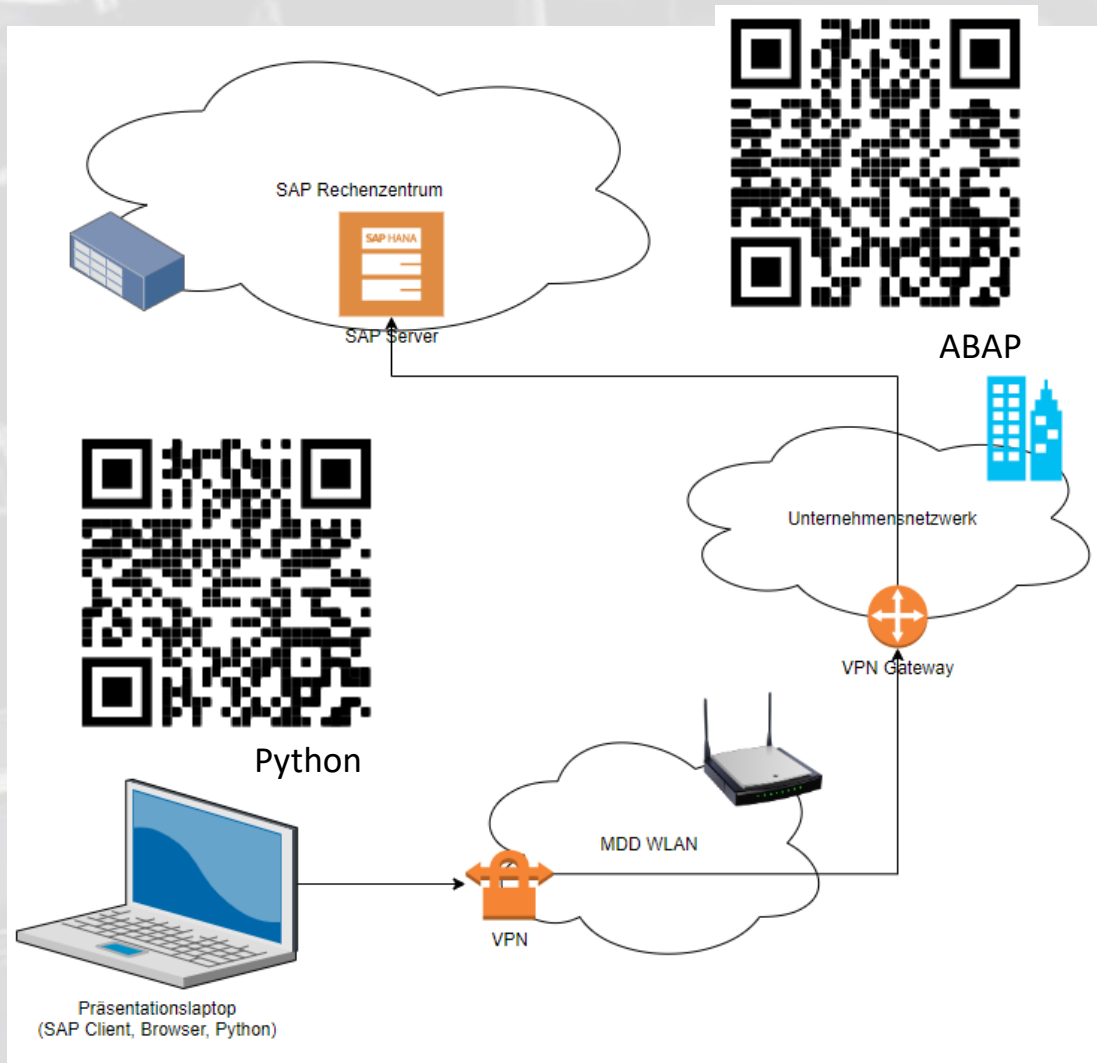 SAP Rechenzentrum
SAP HANA
SAP Server
ABAP
Unternehmensnetzwerk
VPN Gateway
Python
MDD WLAN
VPN
Präsentationslaptop
(SAP Client, Browser, Python)